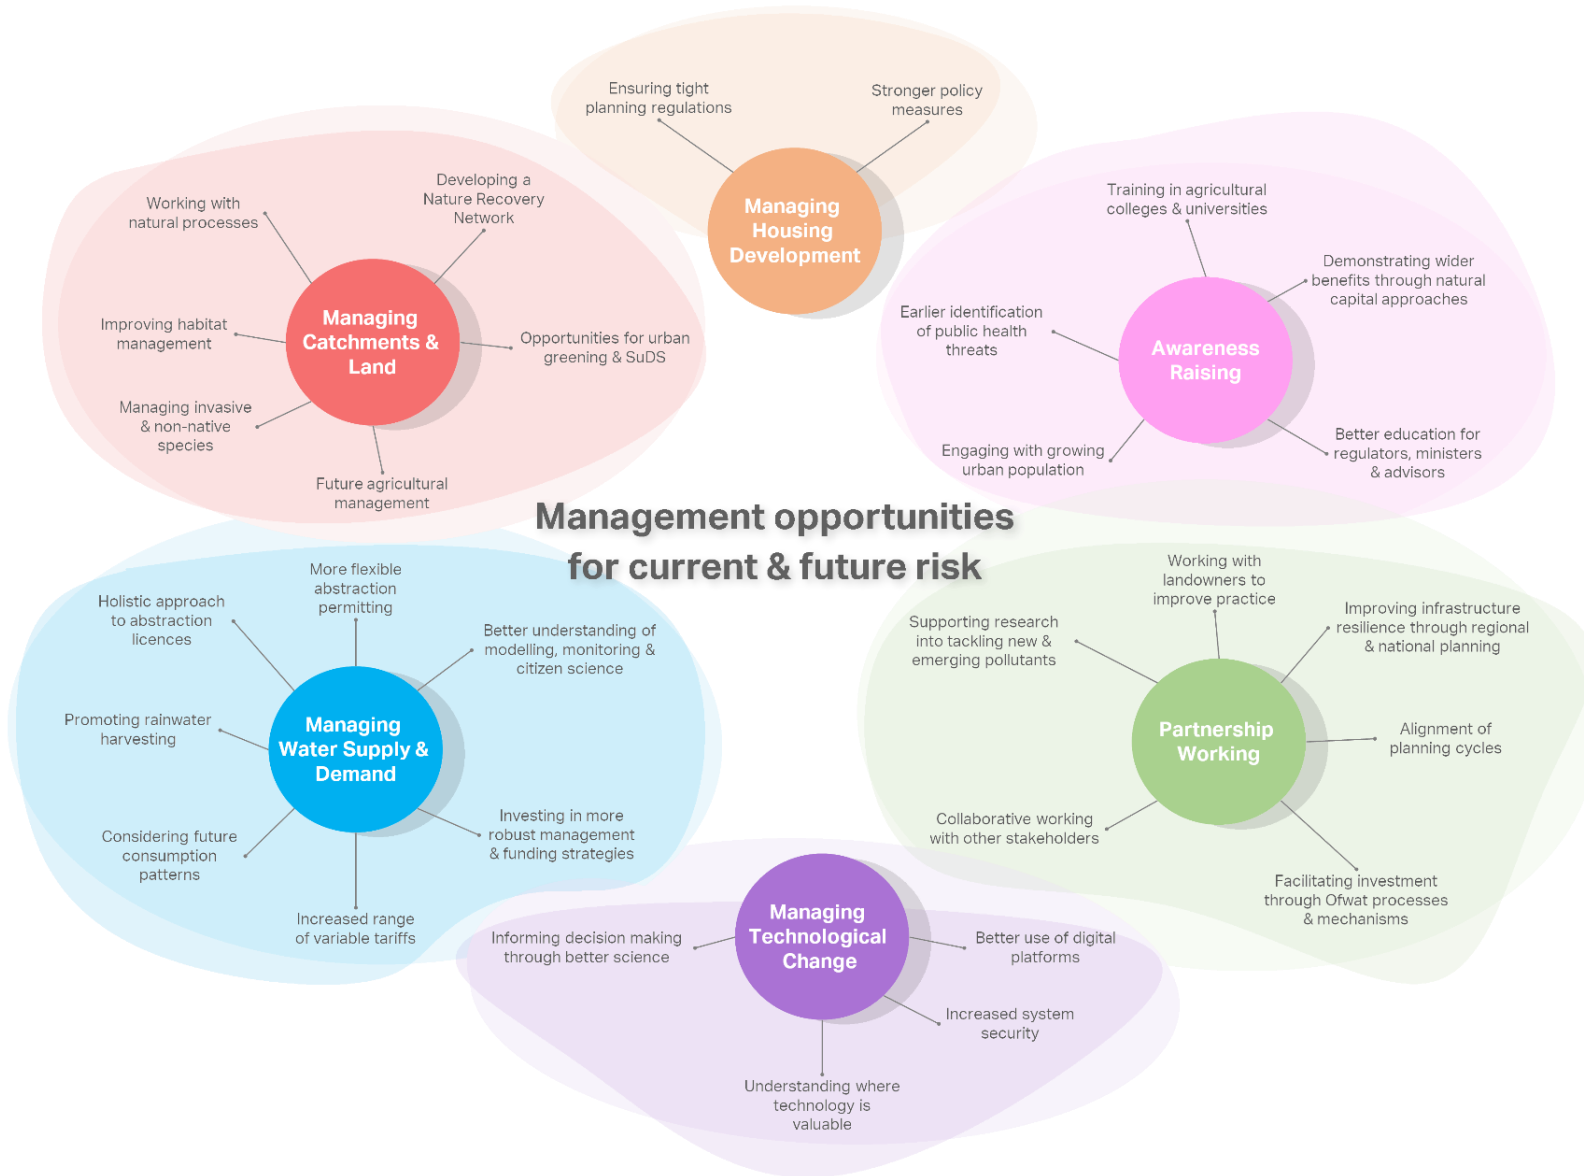 Ensuring tight
planning regulations
Stronger policy
measures
Managing
Housing
Development
Developing a
Nature Recovery
Network
Working with
natural processes
Managing
Catchments &
Land
Improving habitat
management
Opportunities for urban
greening & SuDS
Managing invasive
& non-native
species
Future agricultural
management
Training in agricultural
colleges & universities
Demonstrating wider
benefits through natural
capital approaches
Earlier identification
of public health
threats
Awareness
Raising
Engaging with growing
urban population
Better education for
regulators, ministers
& advisors
Management opportunities
for current & future risk
More flexible
abstraction
permitting
Holistic approach
to abstraction
licences
Better understanding of
modelling, monitoring &
citizen science
Promoting rainwater
harvesting
Managing
Water Supply &
Demand
Considering future
consumption
patterns
Investing in more
robust management
& funding strategies
Increased range
of variable tariffs
Working with
landowners to
improve practice
Supporting research
into tackling new &
emerging pollutants
Improving infrastructure
resilience through regional
& national planning
Partnership
Working
Alignment of
planning cycles
Collaborative working
with other stakeholders
Facilitating investment
through Ofwat processes
& mechanisms
Managing
Technological
Change
Informing decision making
through better science
Better use of digital
platforms
Increased system
security
Understanding where
technology is
valuable